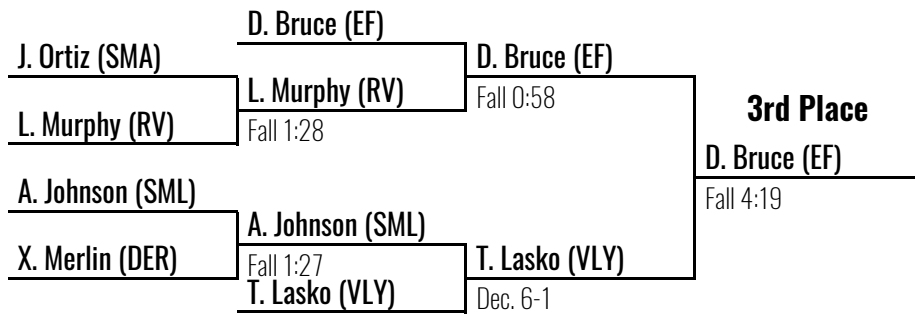 D. Bruce (EF)
J. Ortiz (SMA)
D. Bruce (EF)
L. Murphy (RV)
Fall 0:58
3rd Place
L. Murphy (RV)
Fall 1:28
D. Bruce (EF)
A. Johnson (SML)
Fall 4:19
A. Johnson (SML)
X. Merlin (DER)
Fall 1:27
T. Lasko (VLY)
T. Lasko (VLY)
Dec. 6-1